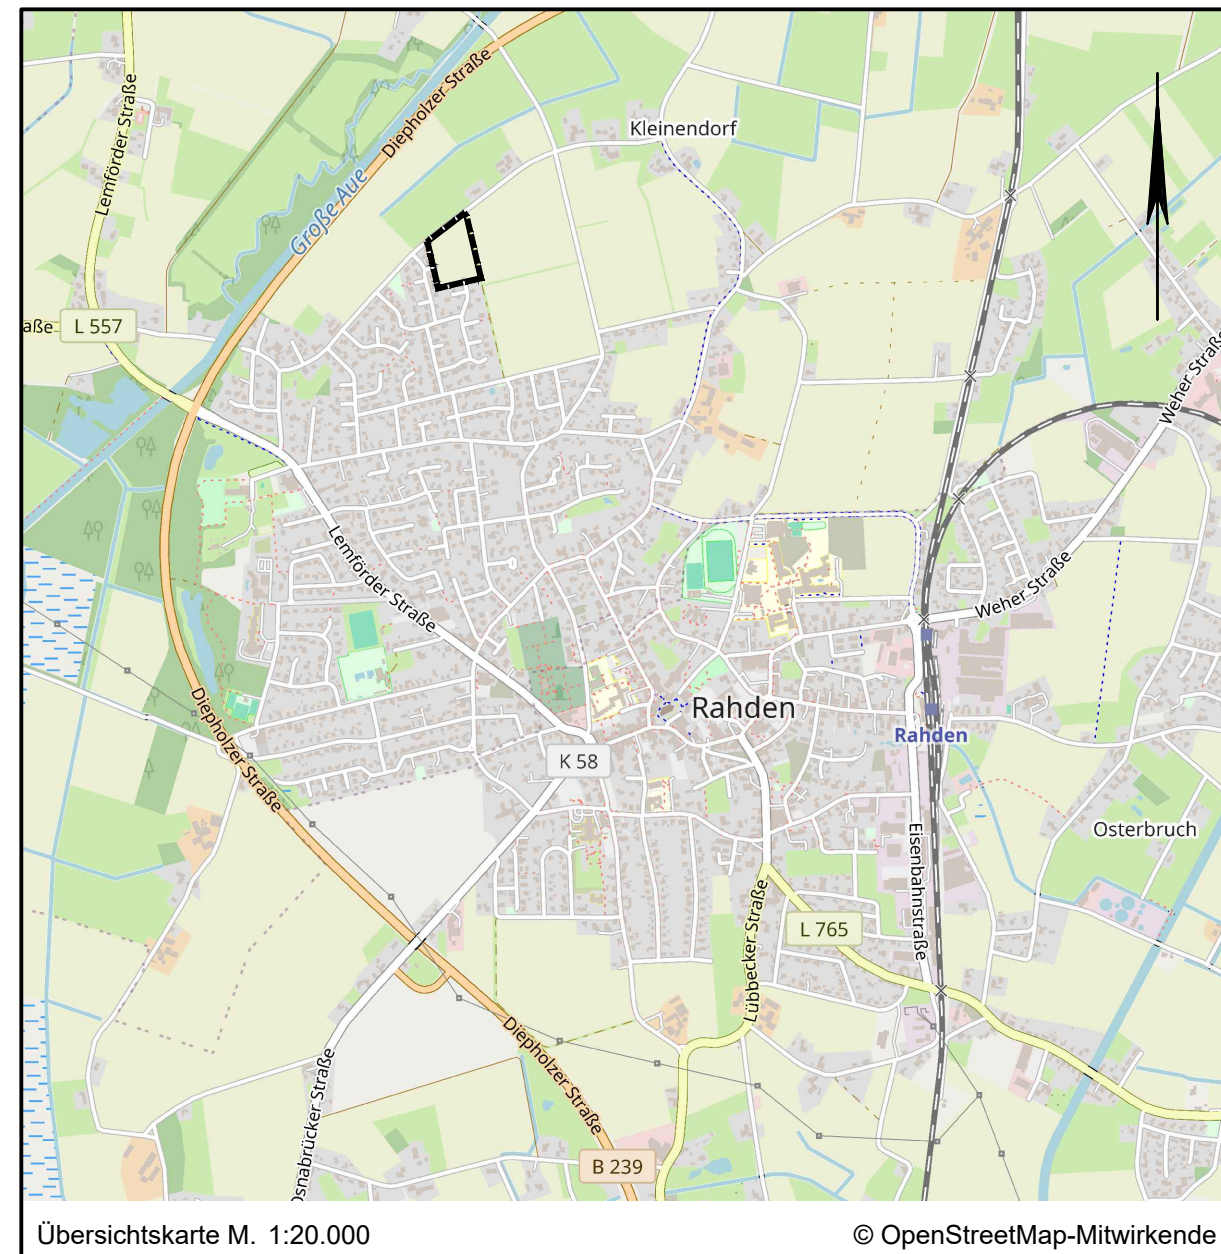 Diepholzer Straße
Lemförder Straße
Kleinendorf
Große Aue
aße
L 557
Weher Straße
Lemförder Straße
Weher Straße
Diepholzer Straße
Rahden
Rahden
K 58
Osterbruch
Eisenbahnstraße
Lübbecker Straße
L 765
Diepholzer Straße
Osnabrücker Straße
B 239
Übersichtskarte M. 1:20.000
© OpenStreetMap-Mitwirkende